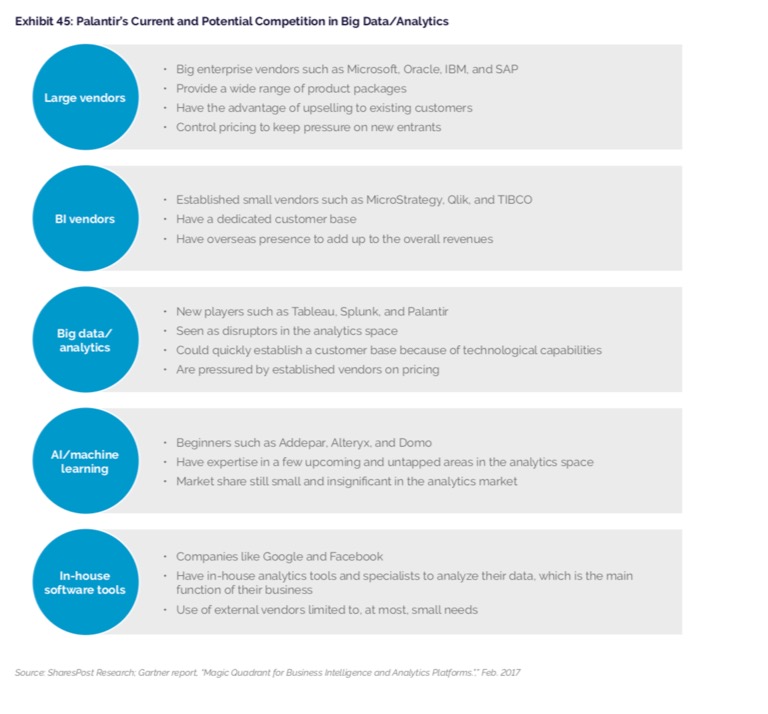 Exhibit 45: Palantir's Current and Potential Competition in Big Data/Analytics
Large vendors
• Big enterprise vendors such as Microsoft, Oracle, IBM, and SAP
• Provide a wide range of product packages
• Have the advantage of upselling to existing customers
• Control pricing to keep pressure on new entrants
BI vendors
• Established small vendors such as MicroStrategy, Qlik, and TIBCO
• Have a dedicated customer base
• Have overseas presence to add up to the overall revenues
Big data/
analytics
• New players such as Tableau, Splunk, and Palantir
• Seen as disruptors in the analytics space
• Could quickly establish a customer base because of technological capabilities
• Are pressured by established vendors on pricing
AI/machine
learning
• Beginners such as Addepar, Alteryx, and Domo
• Have expertise in a few upcoming and untapped areas in the analytics space
• Market share still small and insignificant in the analytics market
In-house
software tools
• Companies like Google and Facebook
• Have in-house analytics tools and specialists to analyze their data, which is the main
function of their business
• Use of external vendors limited to, at most, small needs
Source: SharesPost Research; Gartner report, "Magic Quadrant for Business Intelligence and Analytics Platforms."," Feb. 2017